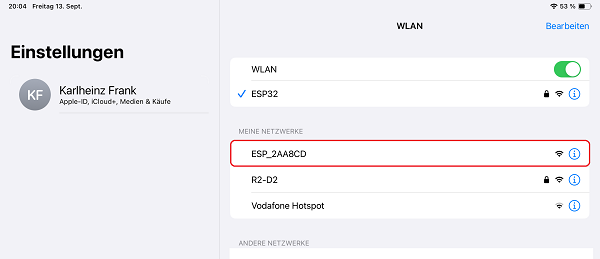 20:04 Freitag 13. Sept.
53 %
WLAN
Bearbeiten
Einstellungen
KF
Karlheinz Frank
Apple-ID, iCloud+, Medien & Käufe
WLAN
ESP32
MEINE NETZWERKE
ESP_2AA8CD
R2-D2
Vodafone Hotspot
ANDERE NETZWERKE